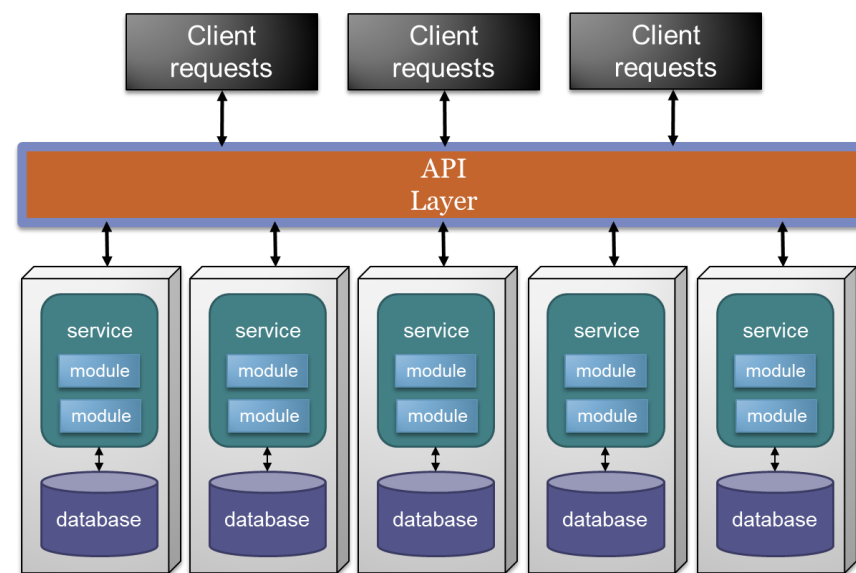 Client
requests
Client
requests
Client
requests
API
Layer
service
module
module
database
service
module
module
database
service
module
module
database
service
module
module
database
service
module
module
database